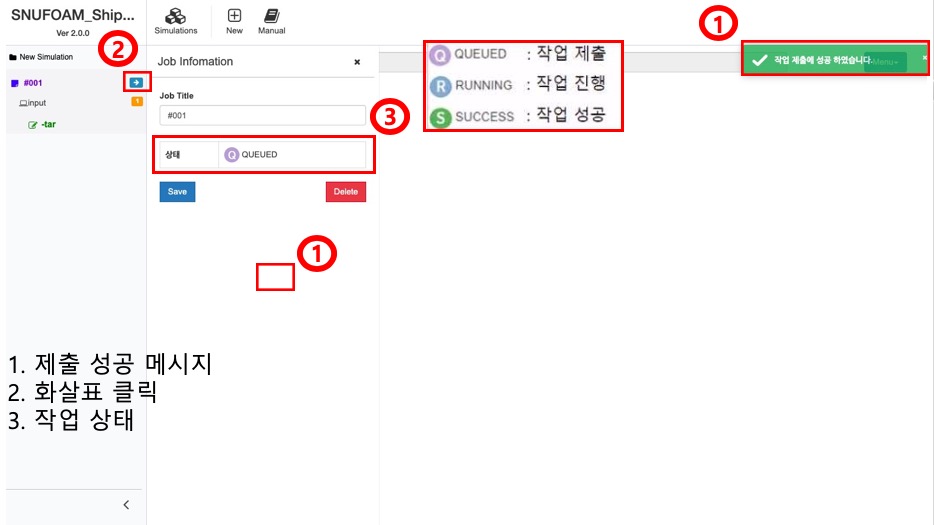 SNUFOAM_Ship...
Ver 2.0.0
Simulations
New
Manual
1
2
New Simulation
#001
input
1
-tar
Job Infomation
×
Job Title
#001
3
상태
Q QUEUED
Save
Delete
Q QUEUED : 작업 제출
R RUNNING : 작업 진행
S SUCCESS : 작업 성공
작업 제출에 성공 하였습니다.
Menu
×
1
1. 제출 성공 메시지
2. 화살표 클릭
3. 작업 상태